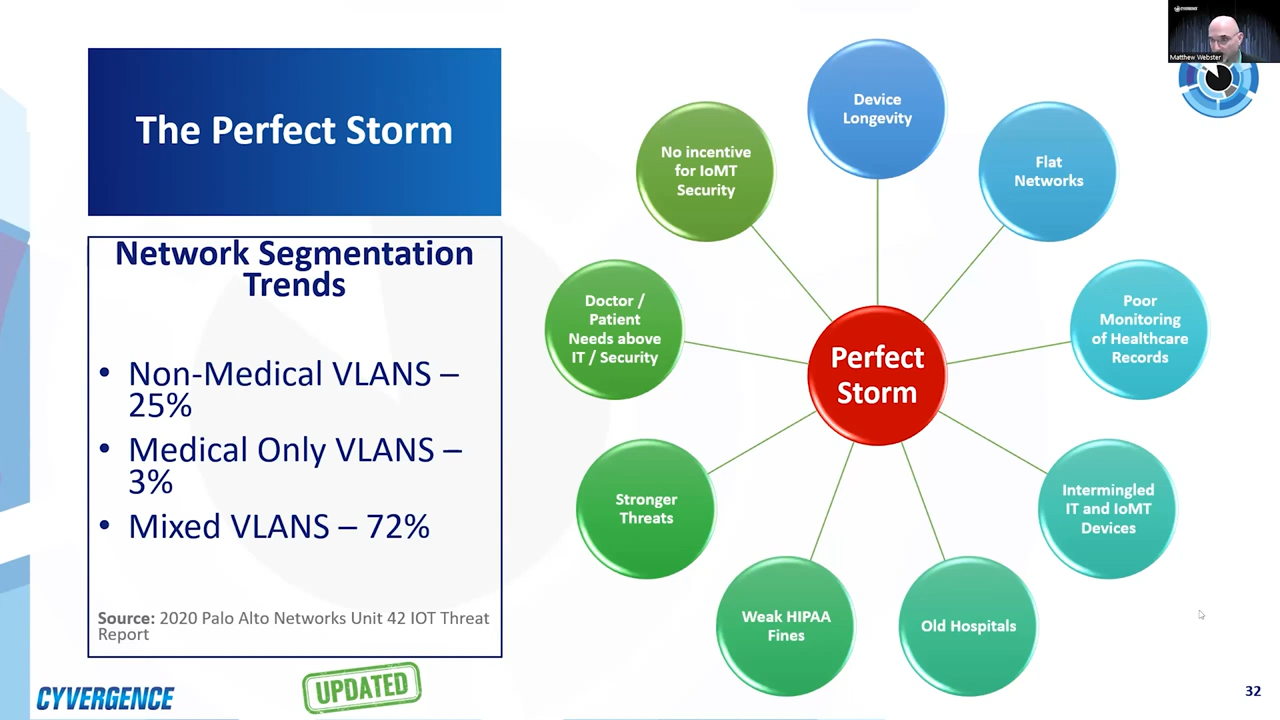 The Perfect Storm
Network Segmentation
Trends
• Non-Medical VLANS –
25%
• Medical Only VLANS –
3%
• Mixed VLANS – 72%
Source: 2020 Palo Alto Networks Unit 42 IOT Threat
Report
CYVERGENCE
UPDATED
Perfect
Storm
Device
Longevity
Flat
Networks
Poor
Monitoring
of Healthcare
Records
Intermingled
IT and IoMT
Devices
Old Hospitals
Weak HIPAA
Fines
Stronger
Threats
Doctor /
Patient
Needs above
IT / Security
No incentive
for IoMT
Security
CYVERGENCE
Matthew Webster
32